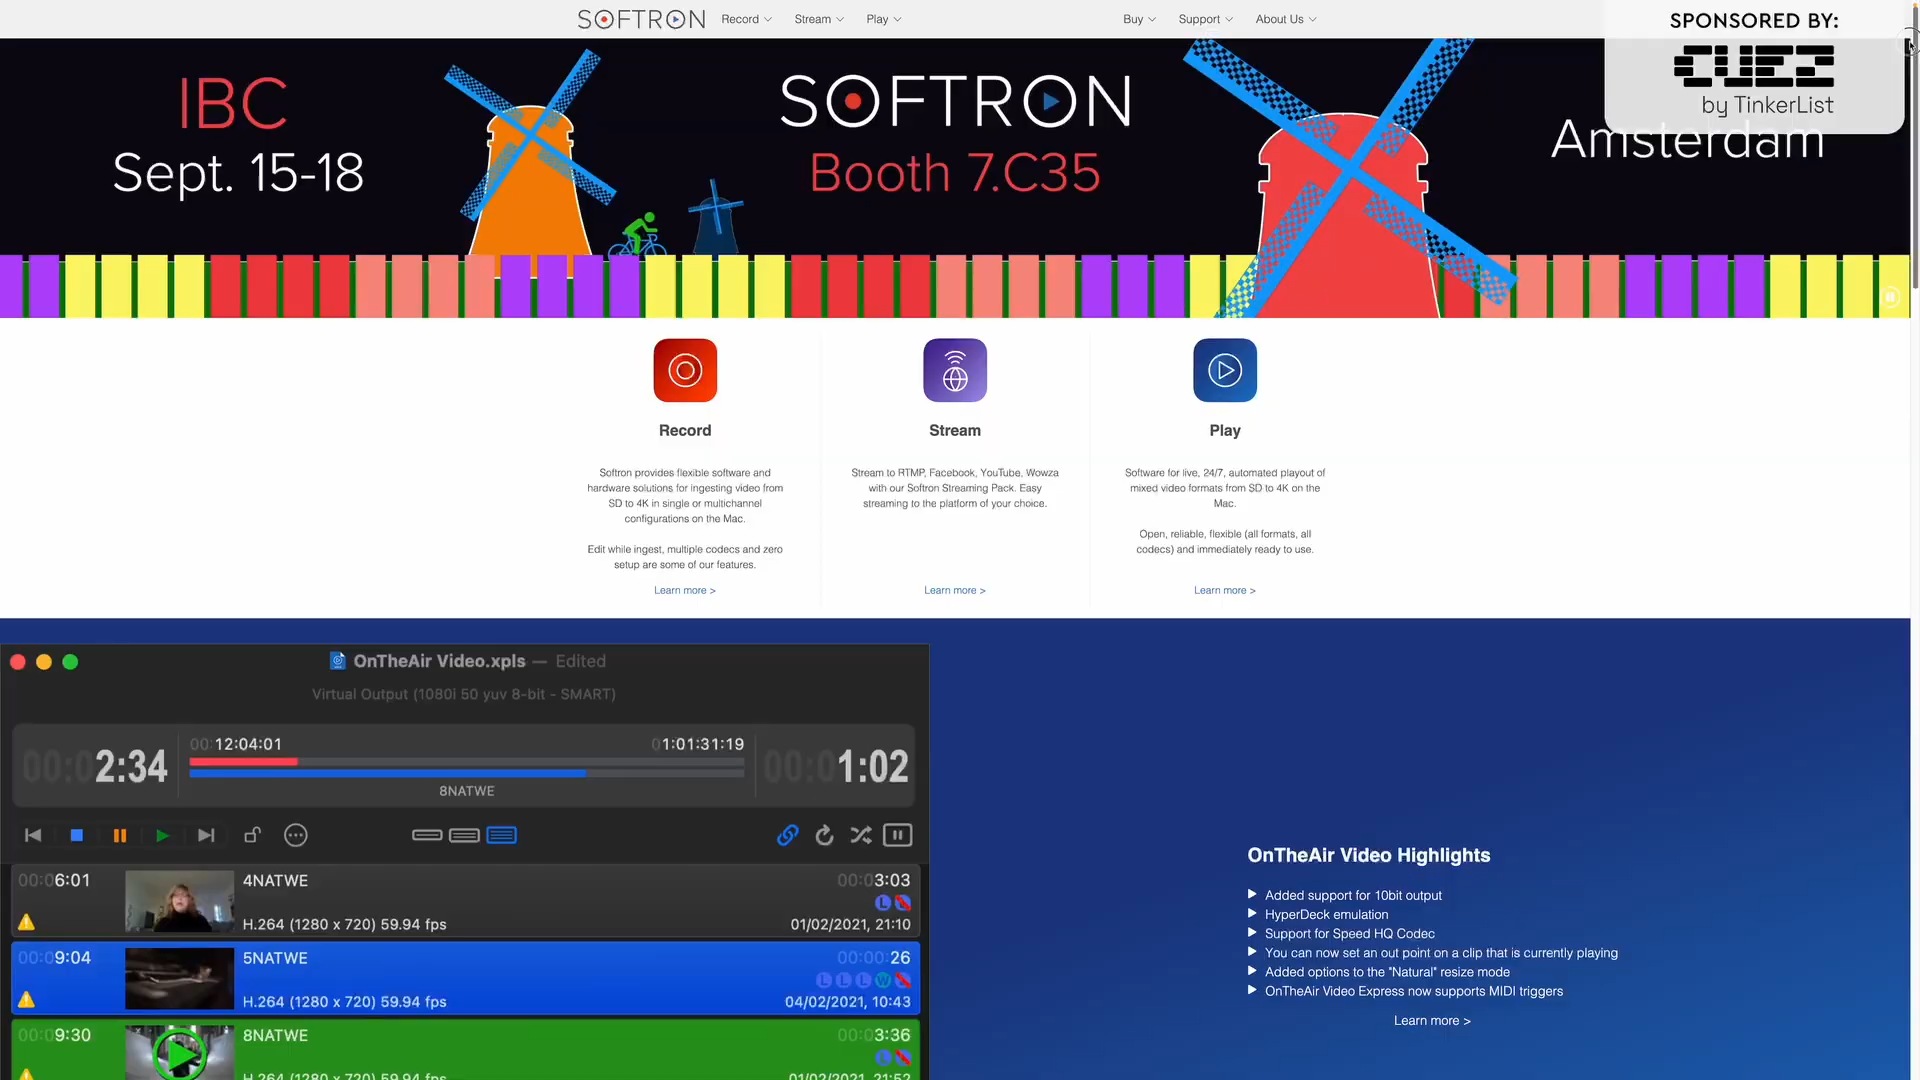 SOFTRON Record Stream Play Buy Support About Us
SPONSORED BY:
CUEZ
by TinkerList
IBC
Sept. 15-18
SOFTRON
Booth 7.C35
Amsterdam
Record
Softron provides flexible software and
hardware solutions for ingesting video from
SD to 4K in single or multichannel
configurations on the Mac.
Edit while ingest, multiple codecs and zero
setup are some of our features.
Learn more >
Stream
Stream to RTMP, Facebook, YouTube, Wowza
with our Softron Streaming Pack. Easy
streaming to the platform of your choice.
Learn more >
Play
Software for live, 24/7, automated playout of
mixed video formats from SD to 4K on the
Mac.
Open, reliable, flexible (all formats, all
codecs) and immediately ready to use.
Learn more >
OnTheAir Video.xpls — Edited
Virtual Output (1080i 50 yuv 8-bit - SMART)
00:02:34
00:12:04:01
01:01:31:19
8NATWE
00:01:02
00:06:01
4NATWE
00:03:03
L
H.264 (1280 x 720) 59.94 fps
01/02/2021, 21:10
00:09:04
5NATWE
00:00:26
L L L W
H.264 (1280 x 720) 59.94 fps
04/02/2021, 10:43
00:09:30
8NATWE
00:03:36
L
H.264 (1280 x 720) 59.94 fps
01/02/2021, 21:52
OnTheAir Video Highlights
Added support for 10bit output
HyperDeck emulation
Support for Speed HQ Codec
You can now set an out point on a clip that is currently playing
Added options to the "Natural" resize mode
OnTheAir Video Express now supports MIDI triggers
Learn more >